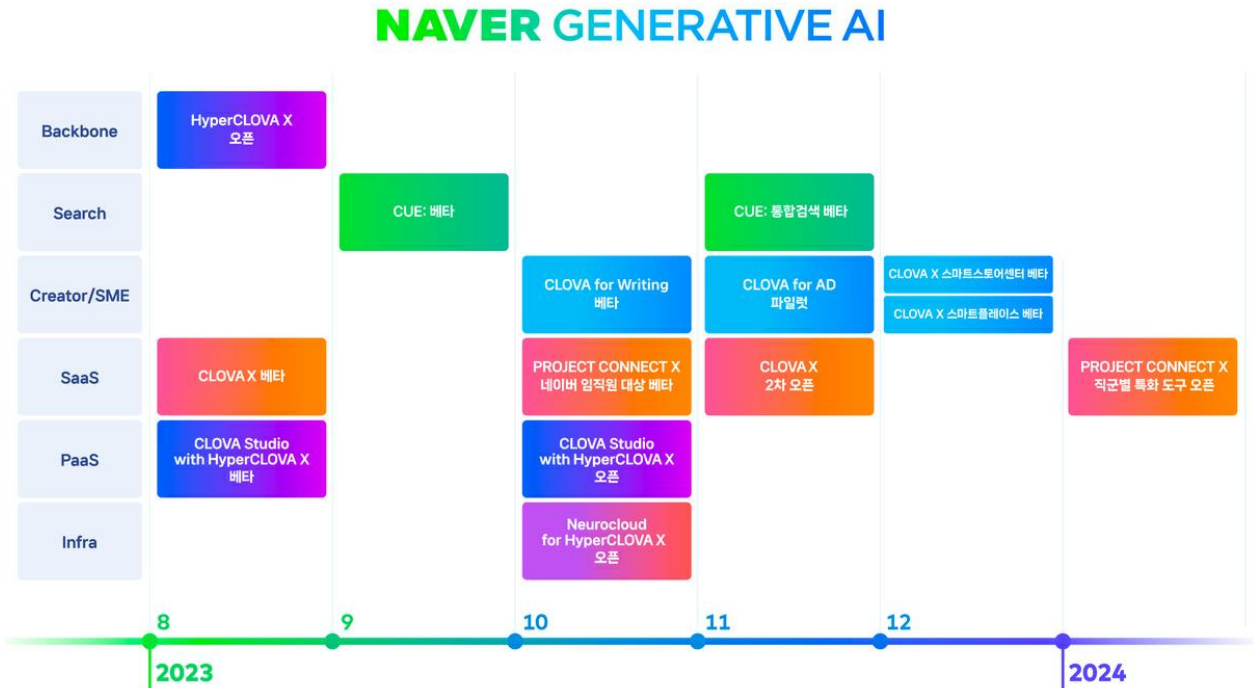 NAVER GENERATIVE AI
Backbone
HyperCLOVA X
오픈
Search
CUE: 베타
CUE: 통합검색 베타
Creator/SME
CLOVA for Writing
베타
CLOVA for AD
파일럿
CLOVA X 스마트스토어센터 베타
CLOVA X 스마트플레이스 베타
SaaS
CLOVA X 베타
PROJECT CONNECT X
네이버 임직원 대상 베타
CLOVA X
2차 오픈
PROJECT CONNECT X
직군별 특화 도구 오픈
PaaS
CLOVA Studio
with HyperCLOVA X
베타
CLOVA Studio
with HyperCLOVA X
오픈
Infra
Neurocloud
for HyperCLOVA X
오픈
8
9
10
11
12
2023
2024